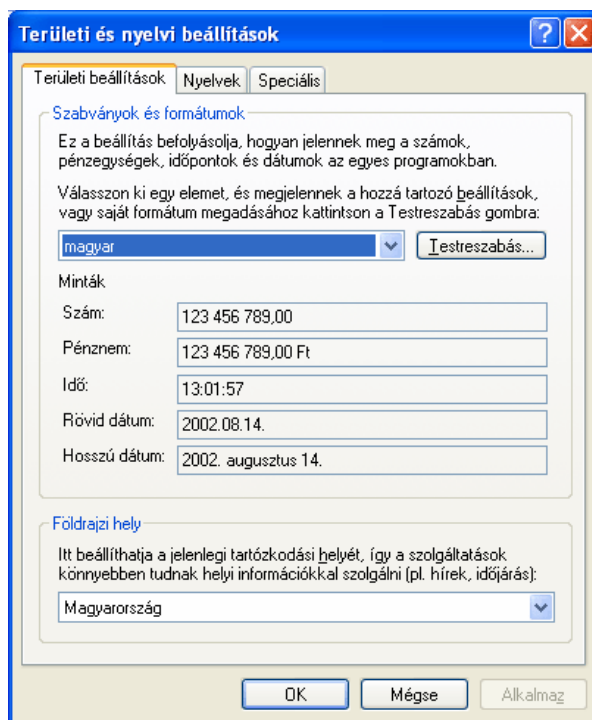 Területi és nyelvi beállítások
Területi beállítások Nyelvek Speciális
Szabványok és formátumok
Ez a beállítás befolyásolja, hogyan jelennek meg a számok,
pénzegységek, időpontok és dátumok az egyes programokban.
Válasszon ki egy elemet, és megjelennek a hozzá tartozó beállítások,
vagy saját formátum megadásához kattintson a Testreszabás gombra:
magyar Testreszabás...
Minták
Szám: 123 456 789,00
Pénznem: 123 456 789,00 Ft
Idő: 13:01:57
Rövid dátum: 2002.08.14.
Hosszú dátum: 2002. augusztus 14.
Földrajzi hely
Itt beállíthatja a jelenlegi tartózkodási helyét, így a szolgáltatások
könnyebben tudnak helyi információkkal szolgálni (pl. hírek, időjárás):
Magyarország
OK Mégse Alkalmaz